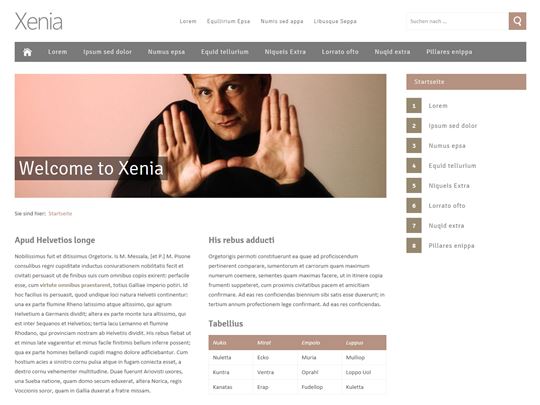 Xenia
Lorem Equilirium Epsa Numis sed appa Libusque Seppa
Suchen nach ...
Lorem Ipsum sed dolor Numus epsa Equid tellurium Niqueis Extra Lorrato ofto Nuqid extra Pillares enippa
Welcome to Xenia
Startseite
1 Lorem
2 Ipsum sed dolor
3 Numus epsa
4 Equid tellurium
5 Niqueis Extra
6 Lorrato ofto
7 Nuqid extra
8 Pillares enippa
Sie sind hier: Startseite
Apud Helvetios longe
Nobilissimus fuit et ditissimus Orgetorix. Is M. Messala, [et P.] M. Pisone
consulibus regni cupiditate inductus coniurationem nobilitatis fecit et
civitati persuasit ut de finibus suis cum omnibus copiis exirent: perfacile
esse, cum virtute omnibus praestarent, totius Galliae imperio potiri. Id
hoc facilius iis persuasit, quod undique loci natura Helvetii continentur:
una ex parte flumine Rheno latissimo atque altissimo, qui agrum
Helvetium a Germanis dividit; altera ex parte monte Iura altissimo, qui
est inter Sequanos et Helvetios; tertia lacu Lemanno et flumine
Rhodano, qui provinciam nostram ab Helvetiis dividit. His rebus fiebat ut
et minus late vagarentur et minus facile finitimis bellum inferre possent;
qua ex parte homines bellandi cupidi magno dolore adficiebantur. Cum
hostium acies a sinistro cornu pulsa atque in fugam coniecta esset, a
dextro cornu vehementer multitudine. Duae fuerunt Ariovisti uxores,
una Sueba natione, quam domo secum eduxerat, altera Norica, regis
Voccionis soror, quam in Gallia duxerat a fratre missam.
His rebus adducti
Orgetorigis permoti constituerunt ea quae ad proficiscendum
pertinerent comparare, iumentorum et carrorum quam maximum
numerum coemere, sementes quam maximas facere, ut in itinere copia
frumenti suppeteret, cum proximis civitatibus pacem et amicitiam
confirmare. Ad eas res conficiendas biennium sibi satis esse duxerunt; in
tertium annum profectionem lege confirmant. Ad eas res conficiendas.
Tabellius
Nukis Mirol Empolo Luppus
Nuletta Ecko Muria Mulliop
Kuntra Ventra Oprahl Loppo Uol
Kanatas Erap Fudellop Kuletta